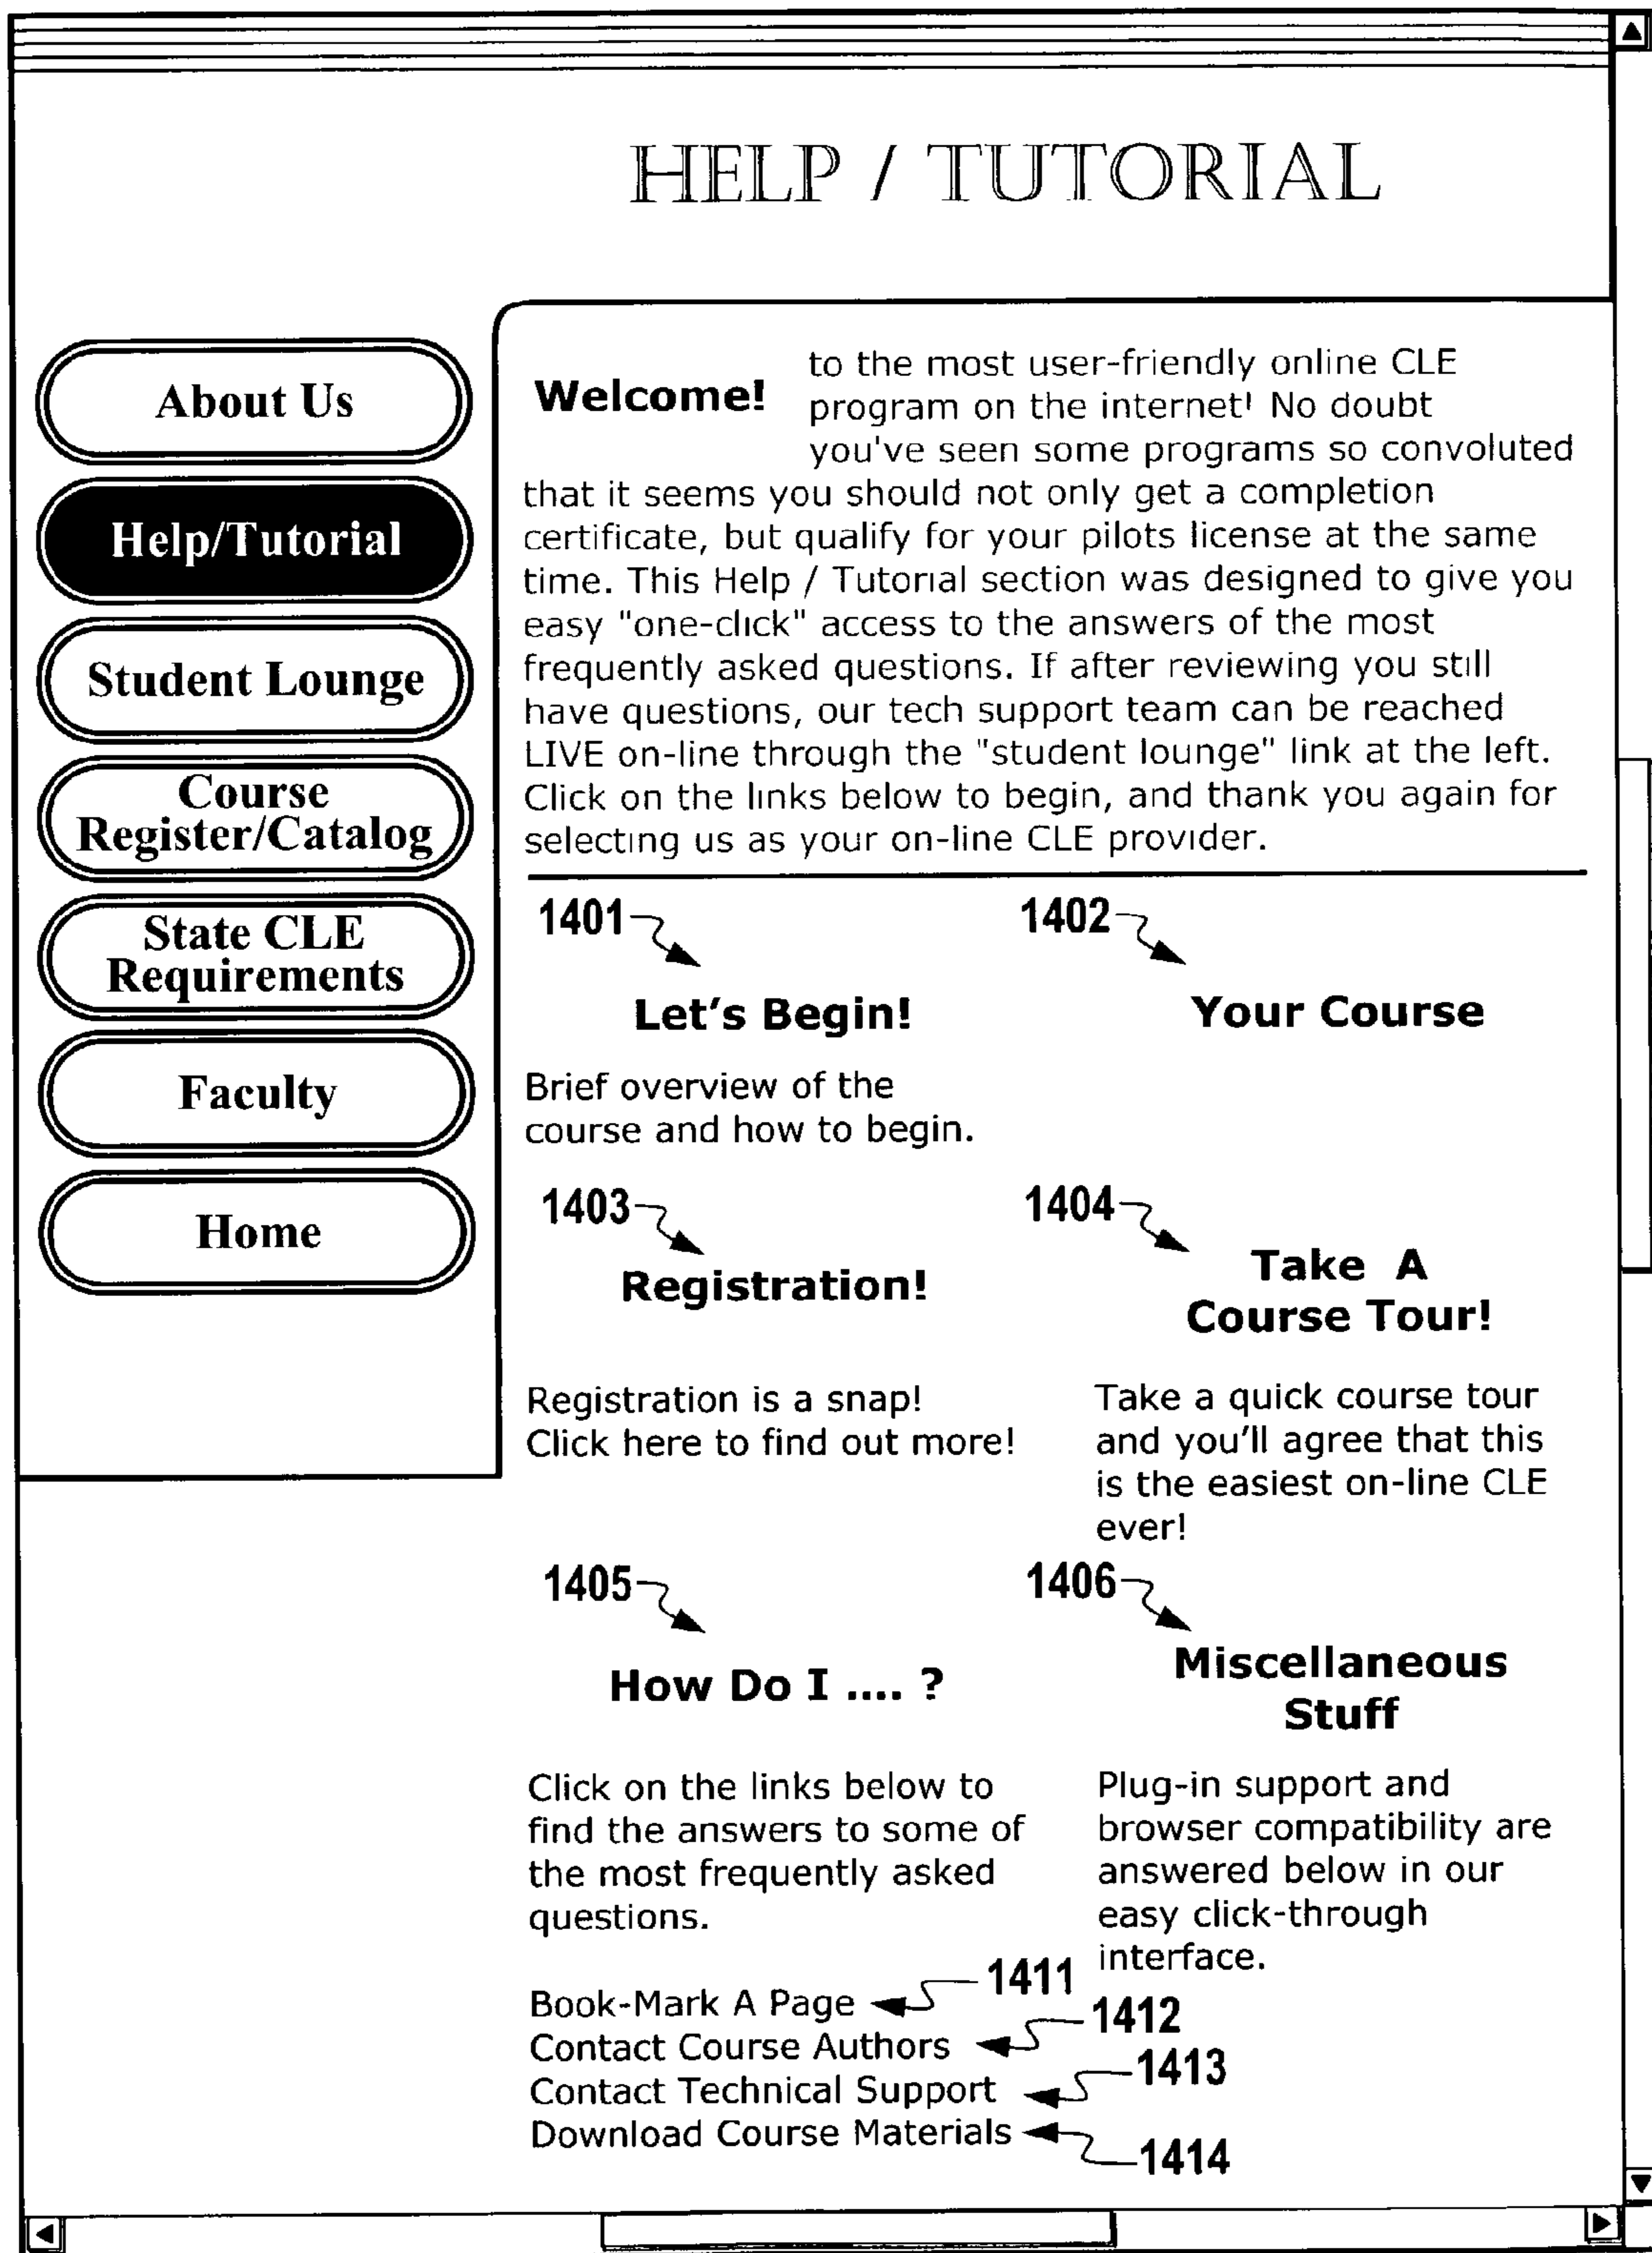 HELP / TUTORIAL
About Us
Help/Tutorial
Student Lounge
Course
Register/Catalog
State CLE
Requirements
Faculty
Home
Welcome!
to the most user-friendly online CLE
program on the internet! No doubt
you've seen some programs so convoluted
that it seems you should not only get a completion
certificate, but qualify for your pilots license at the same
time. This Help / Tutorial section was designed to give you
easy "one-click" access to the answers of the most
frequently asked questions. If after reviewing you still
have questions, our tech support team can be reached
LIVE on-line through the "student lounge" link at the left.
Click on the links below to begin, and thank you again for
selecting us as your on-line CLE provider.
1401
Let's Begin!
Brief overview of the
course and how to begin.
1402
Your Course
1403
Registration!
Registration is a snap!
Click here to find out more!
1404
Take A
Course Tour!
Take a quick course tour
and you'll agree that this
is the easiest on-line CLE
ever!
1405
How Do I .... ?
Click on the links below to
find the answers to some of
the most frequently asked
questions.
1406
Miscellaneous
Stuff
Plug-in support and
browser compatibility are
answered below in our
easy click-through
interface.
Book-Mark A Page 1411
Contact Course Authors 1412
Contact Technical Support 1413
Download Course Materials 1414